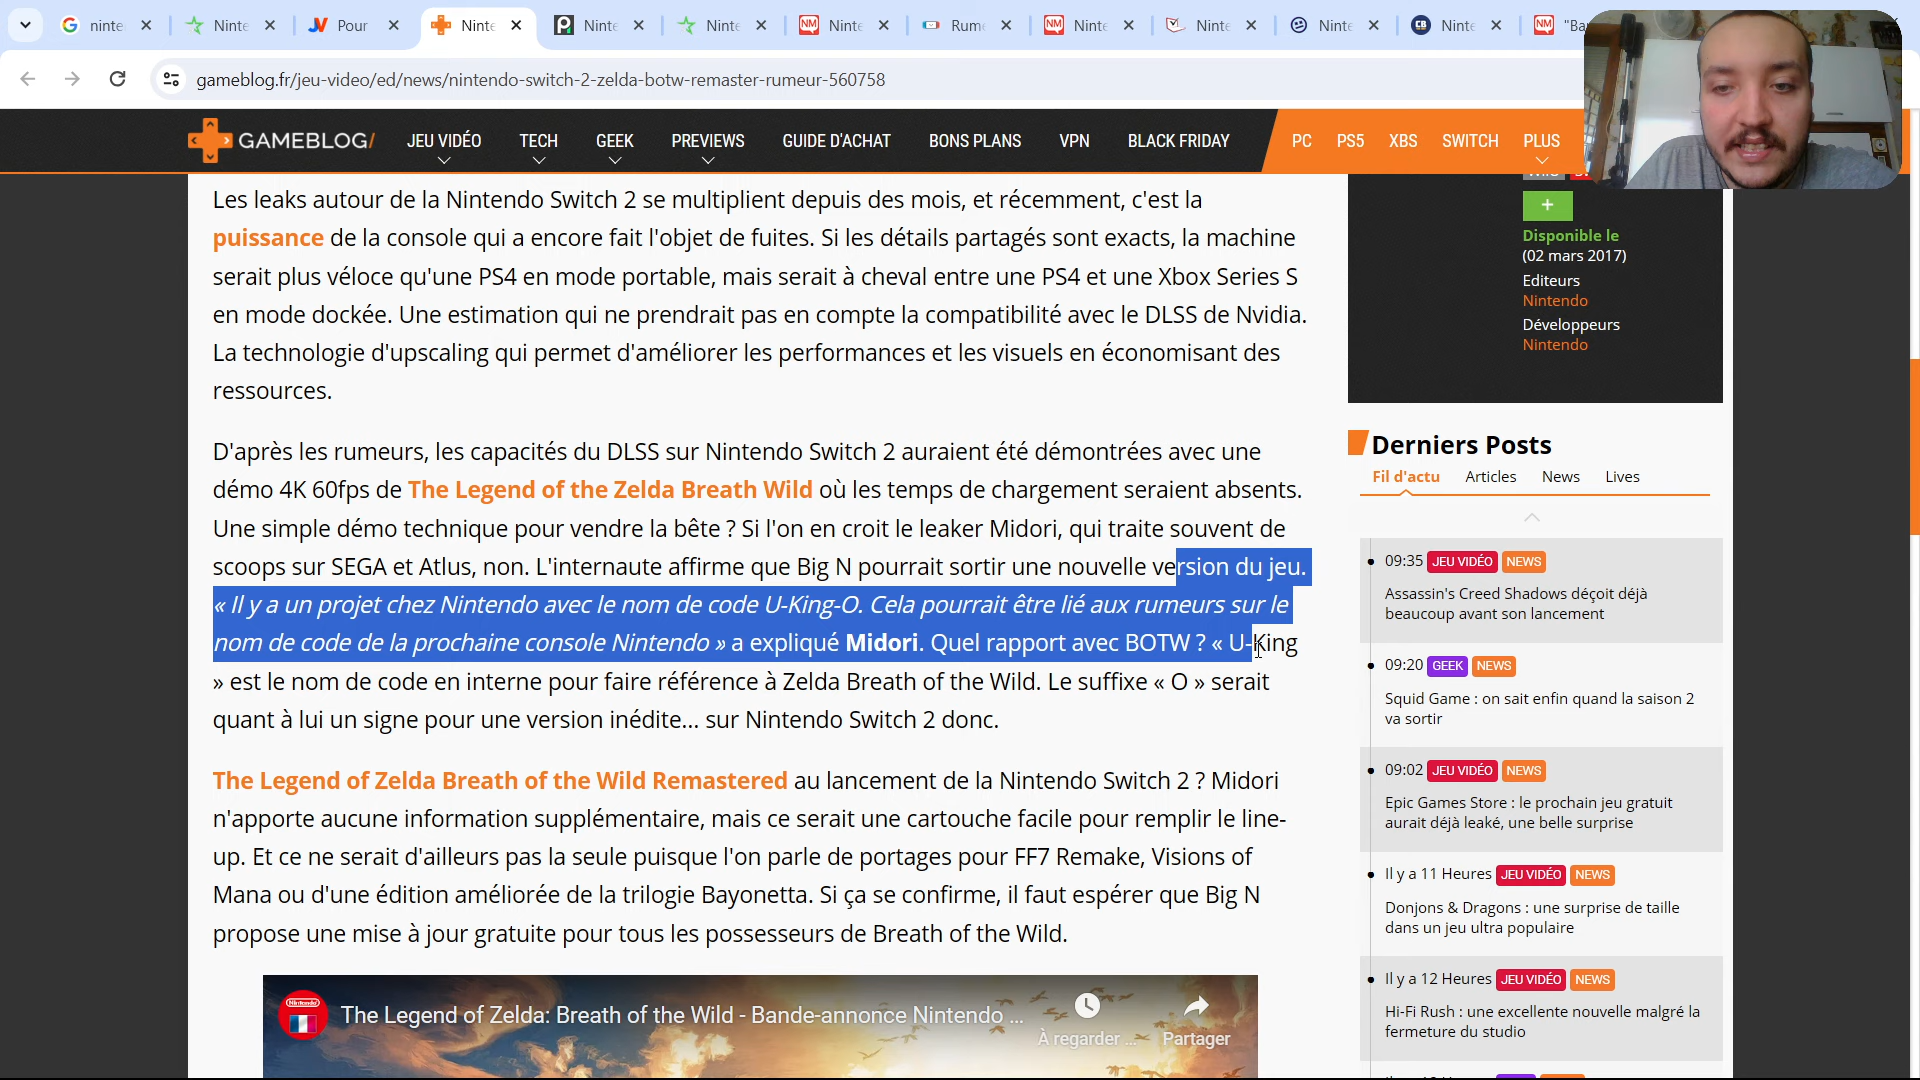 ninte
Ninte
Pour
Ninte
Ninte
Ninte
NM
Ninte
Rume
NM
Ninte
Ninte
Ninte
CB
Ninte
NM
"Ba
gameblog.fr/jeu-video/ed/news/nintendo-switch-2-zelda-botw-remaster-rumeur-560758
GAMEBLOG/
JEU VIDÉO
TECH
GEEK
PREVIEWS
GUIDE D'ACHAT
BONS PLANS
VPN
BLACK FRIDAY
PC
PS5
XBS
SWITCH
PLUS
Les leaks autour de la Nintendo Switch 2 se multiplient depuis des mois, et récemment, c'est la
puissance de la console qui a encore fait l'objet de fuites. Si les détails partagés sont exacts, la machine
serait plus véloce qu'une PS4 en mode portable, mais serait à cheval entre une PS4 et une Xbox Series S
en mode dockée. Une estimation qui ne prendrait pas en compte la compatibilité avec le DLSS de Nvidia.
La technologie d'upscaling qui permet d'améliorer les performances et les visuels en économisant des
ressources.
D'après les rumeurs, les capacités du DLSS sur Nintendo Switch 2 auraient été démontrées avec une
démo 4K 60fps de The Legend of the Zelda Breath Wild où les temps de chargement seraient absents.
Une simple démo technique pour vendre la bête ? Si l'on en croit le leaker Midori, qui traite souvent de
scoops sur SEGA et Atlus, non. L'internaute affirme que Big N pourrait sortir une nouvelle version du jeu.
« Il y a un projet chez Nintendo avec le nom de code U-King-O. Cela pourrait être lié aux rumeurs sur le
nom de code de la prochaine console Nintendo » a expliqué Midori. Quel rapport avec BOTW ? « U-King
» est le nom de code en interne pour faire référence à Zelda Breath of the Wild. Le suffixe « O » serait
quant à lui un signe pour une version inédite... sur Nintendo Switch 2 donc.
The Legend of Zelda Breath of the Wild Remastered au lancement de la Nintendo Switch 2 ? Midori
n'apporte aucune information supplémentaire, mais ce serait une cartouche facile pour remplir le line-
up. Et ce ne serait d'ailleurs pas la seule puisque l'on parle de portages pour FF7 Remake, Visions of
Mana ou d'une édition améliorée de la trilogie Bayonetta. Si ça se confirme, il faut espérer que Big N
propose une mise à jour gratuite pour tous les possesseurs de Breath of the Wild.
Nintendo
The Legend of Zelda: Breath of the Wild - Bande-annonce Nintendo ...
À regarder ...
Partager
+
Disponible le
(02 mars 2017)
Editeurs
Nintendo
Développeurs
Nintendo
Derniers Posts
Fil d'actu
Articles
News
Lives
09:35 JEU VIDÉO NEWS
Assassin's Creed Shadows déçoit déjà
beaucoup avant son lancement
09:20 GEEK NEWS
Squid Game : on sait enfin quand la saison 2
va sortir
09:02 JEU VIDÉO NEWS
Epic Games Store : le prochain jeu gratuit
aurait déjà leaké, une belle surprise
Il y a 11 Heures JEU VIDÉO NEWS
Donjons & Dragons : une surprise de taille
dans un jeu ultra populaire
Il y a 12 Heures JEU VIDÉO NEWS
Hi-Fi Rush : une excellente nouvelle malgré la
fermeture du studio